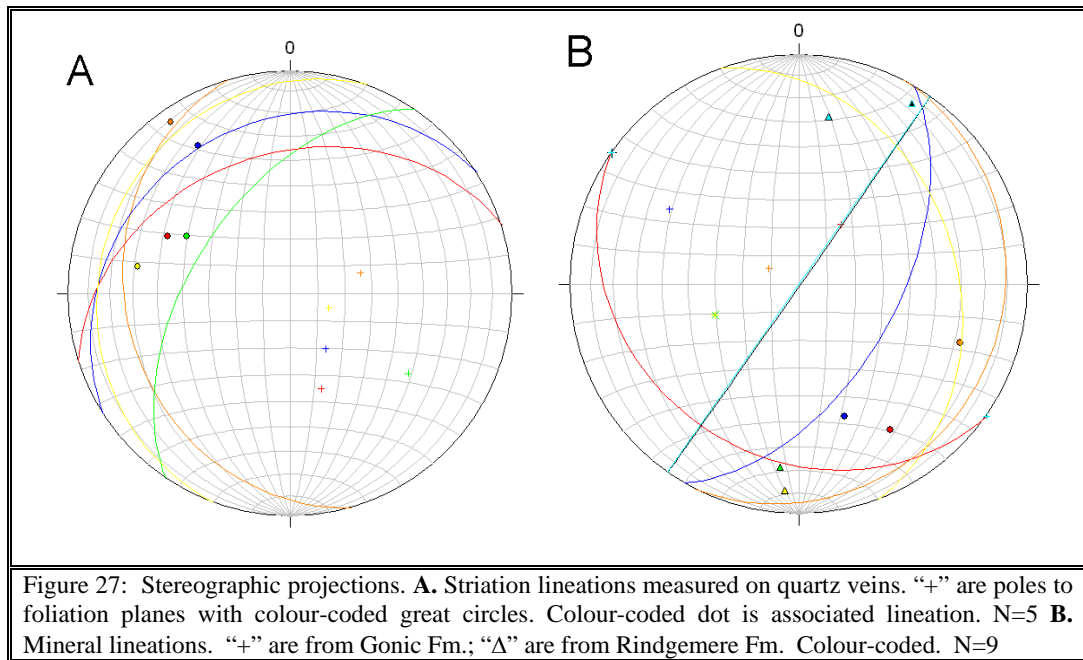 A
0
B
0
Figure 27: Stereographic projections. A. Striation lineations measured on quartz veins. “+” are poles to
foliation planes with colour-coded great circles. Colour-coded dot is associated lineation. N=5 B.
Mineral lineations. “+” are from Gonic Fm.; “Δ” are from Rindgemere Fm. Colour-coded. N=9